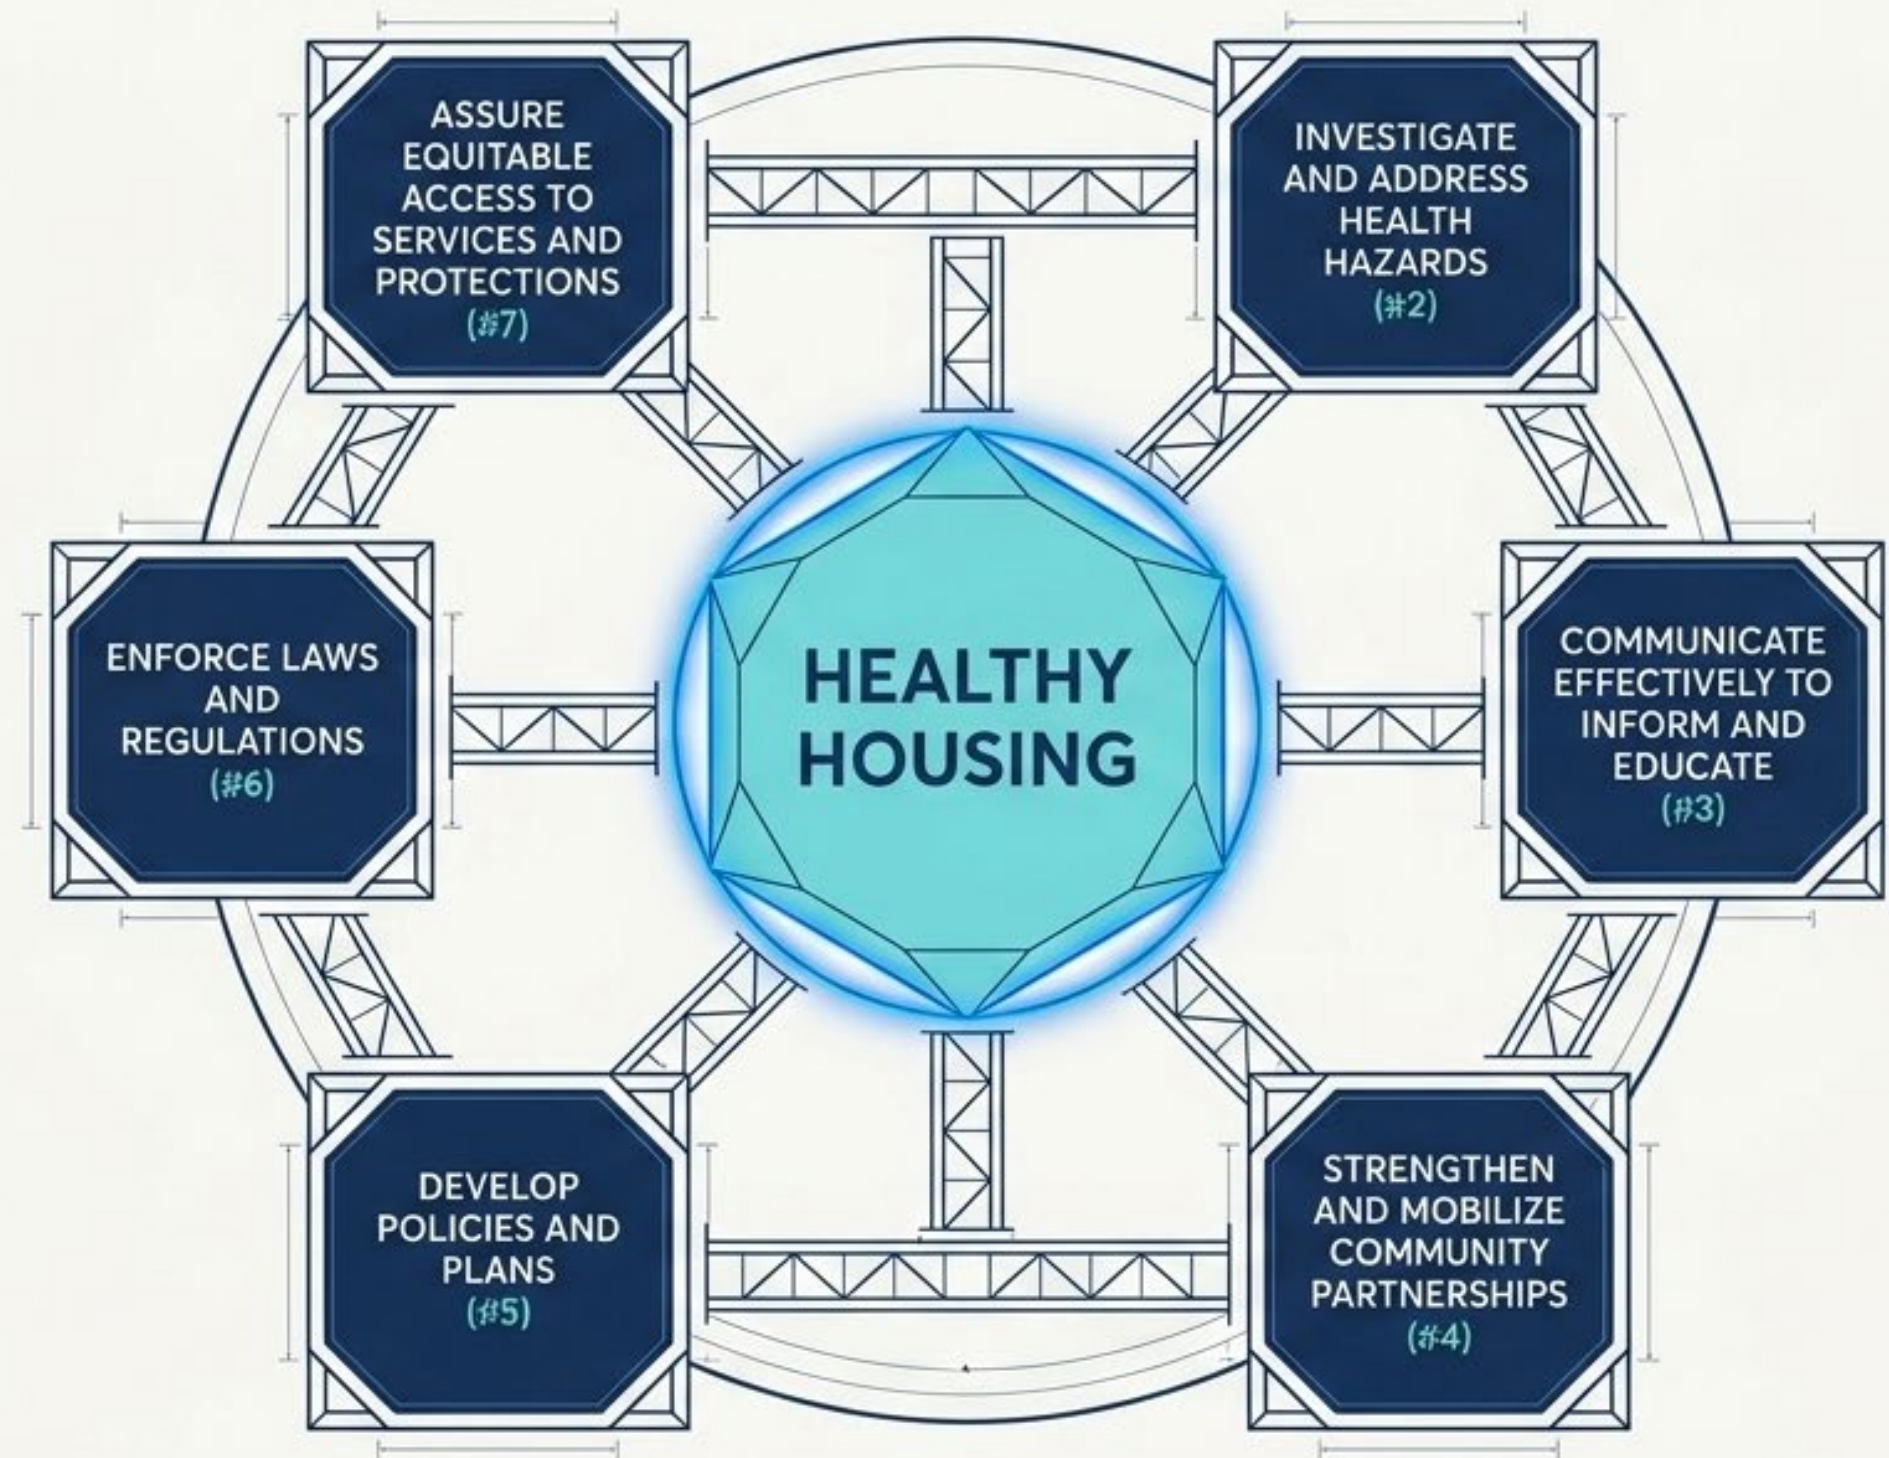 ASSURE
EQUITABLE
ACCESS TO
SERVICES AND
PROTECTIONS
(#7)
INVESTIGATE
AND ADDRESS
HEALTH
HAZARDS
(#2)
ENFORCE LAWS
AND
REGULATIONS
(#6)
HEALTHY
HOUSING
COMMUNICATE
EFFECTIVELY TO
INFORM AND
EDUCATE
(#3)
DEVELOP
POLICIES AND
PLANS
(#5)
STRENGTHEN
AND MOBILIZE
COMMUNITY
PARTNERSHIPS
(#4)